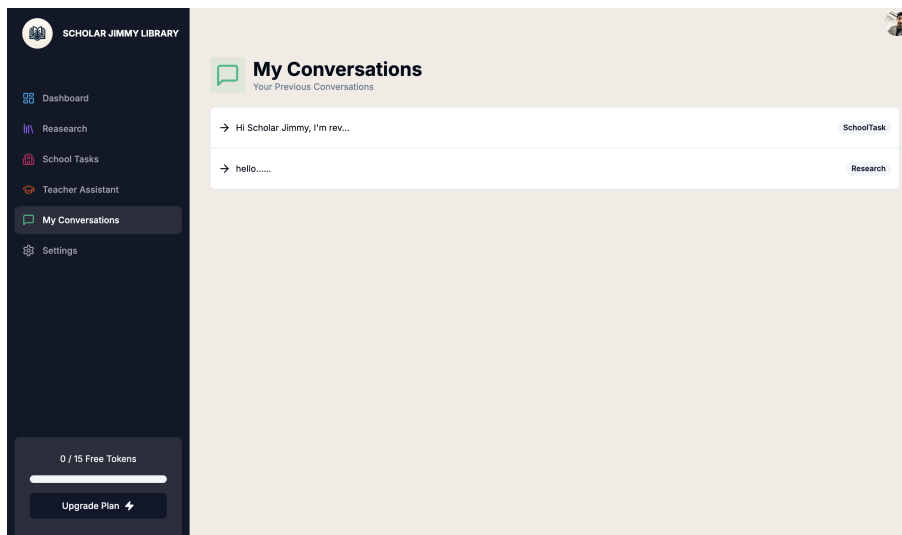 SCHOLAR JIMMY LIBRARY
Dashboard
Reasearch
School Tasks
Teacher Assistant
My Conversations
Settings
0 / 15 Free Tokens
Upgrade Plan
My Conversations
Your Previous Conversations
Hi Scholar Jimmy, I'm rev...
SchoolTask
hello......
Research